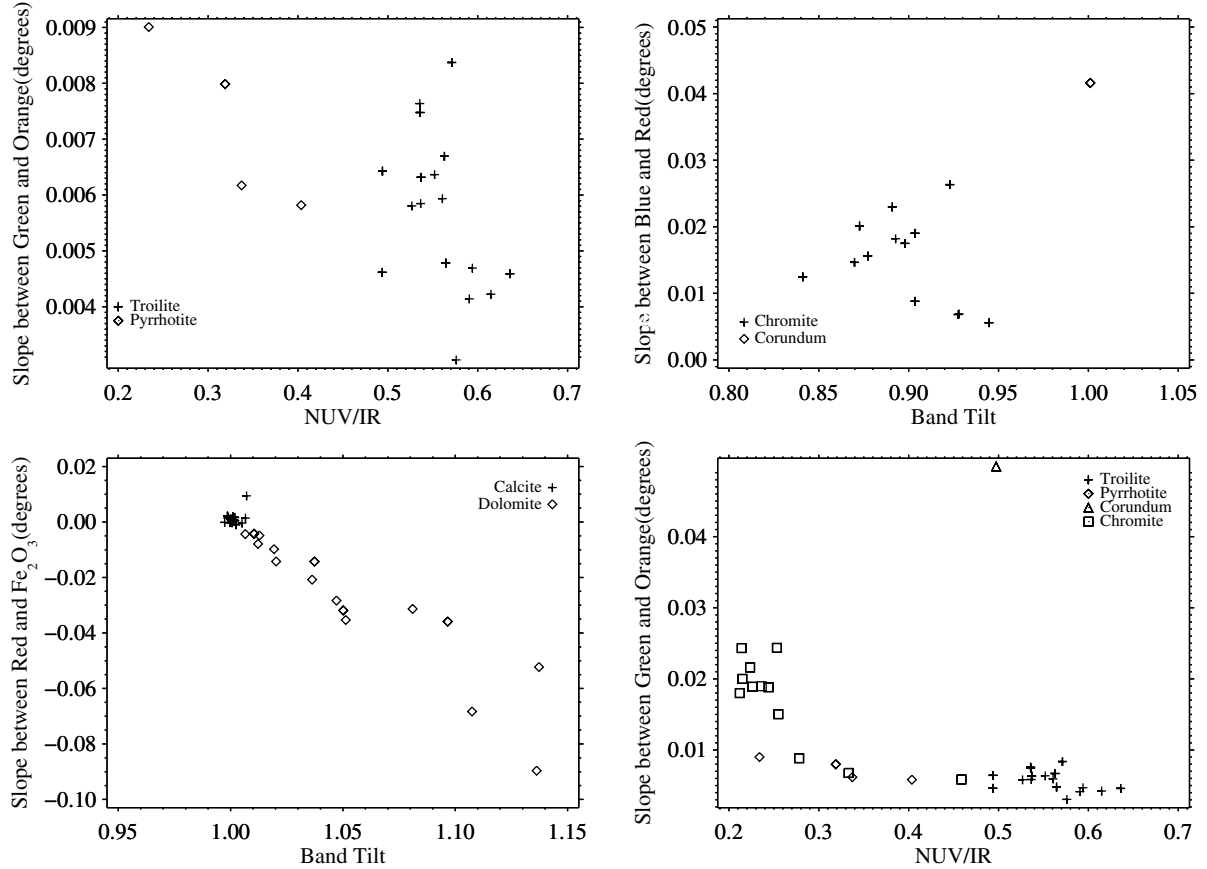 Slope between Green and Orange(degrees)
0.009
0.008
0.007
0.006
0.005
0.004
+ Troilite
◇ Pyrrhotite
0.2 0.3 0.4 0.5 0.6 0.7
NUV/IR
Slope between Blue and Red(degrees)
0.05
0.04
0.03
0.02
0.01
0.00
+ Chromite
◇ Corundum
0.80 0.85 0.90 0.95 1.00 1.05
Band Tilt
Slope between Red and Fe₂O₃(degrees)
0.02
0.00
−0.02
−0.04
−0.06
−0.08
−0.10
Calcite +
Dolomite ◇
0.95 1.00 1.05 1.10 1.15
Band Tilt
Slope between Green and Orange(degrees)
0.04
0.03
0.02
0.01
+ Troilite
◇ Pyrrhotite
△ Corundum
□ Chromite
0.2 0.3 0.4 0.5 0.6 0.7
NUV/IR